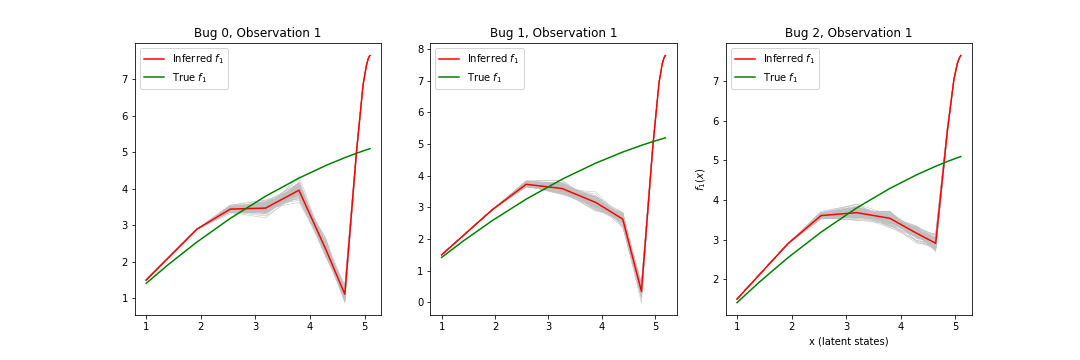 Bug 0, Observation 1
Inferred f₁
True f₁
7
6
5
4
3
2
1
1 2 3 4 5
Bug 1, Observation 1
Inferred f₁
True f₁
8
7
6
5
4
3
2
1
0
1 2 3 4 5
Bug 2, Observation 1
Inferred f₁
True f₁
f₁(x)
7
6
5
4
3
2
1 2 3 4 5
x (latent states)